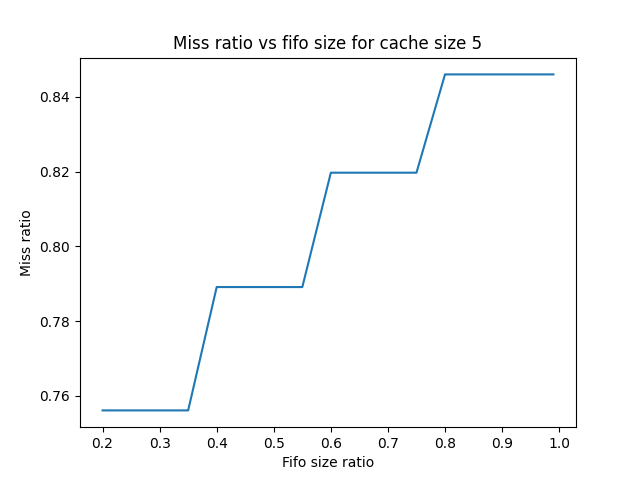 Miss ratio vs fifo size for cache size 5
Miss ratio
0.84
0.82
0.80
0.78
0.76
0.2 0.3 0.4 0.5 0.6 0.7 0.8 0.9 1.0
Fifo size ratio